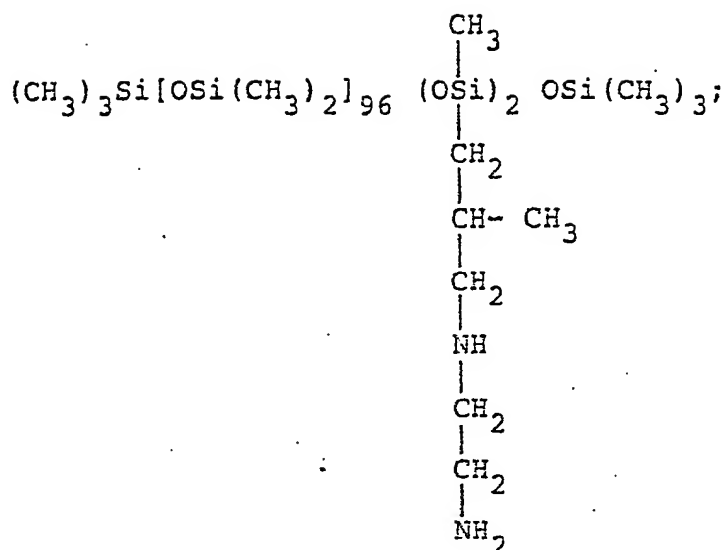 CH3
(CH3)3Si[OSi(CH3)2]96 (OSi)2 OSi(CH3)3;
CH2
CH- CH3
CH2
NH
CH2
CH2
NH2